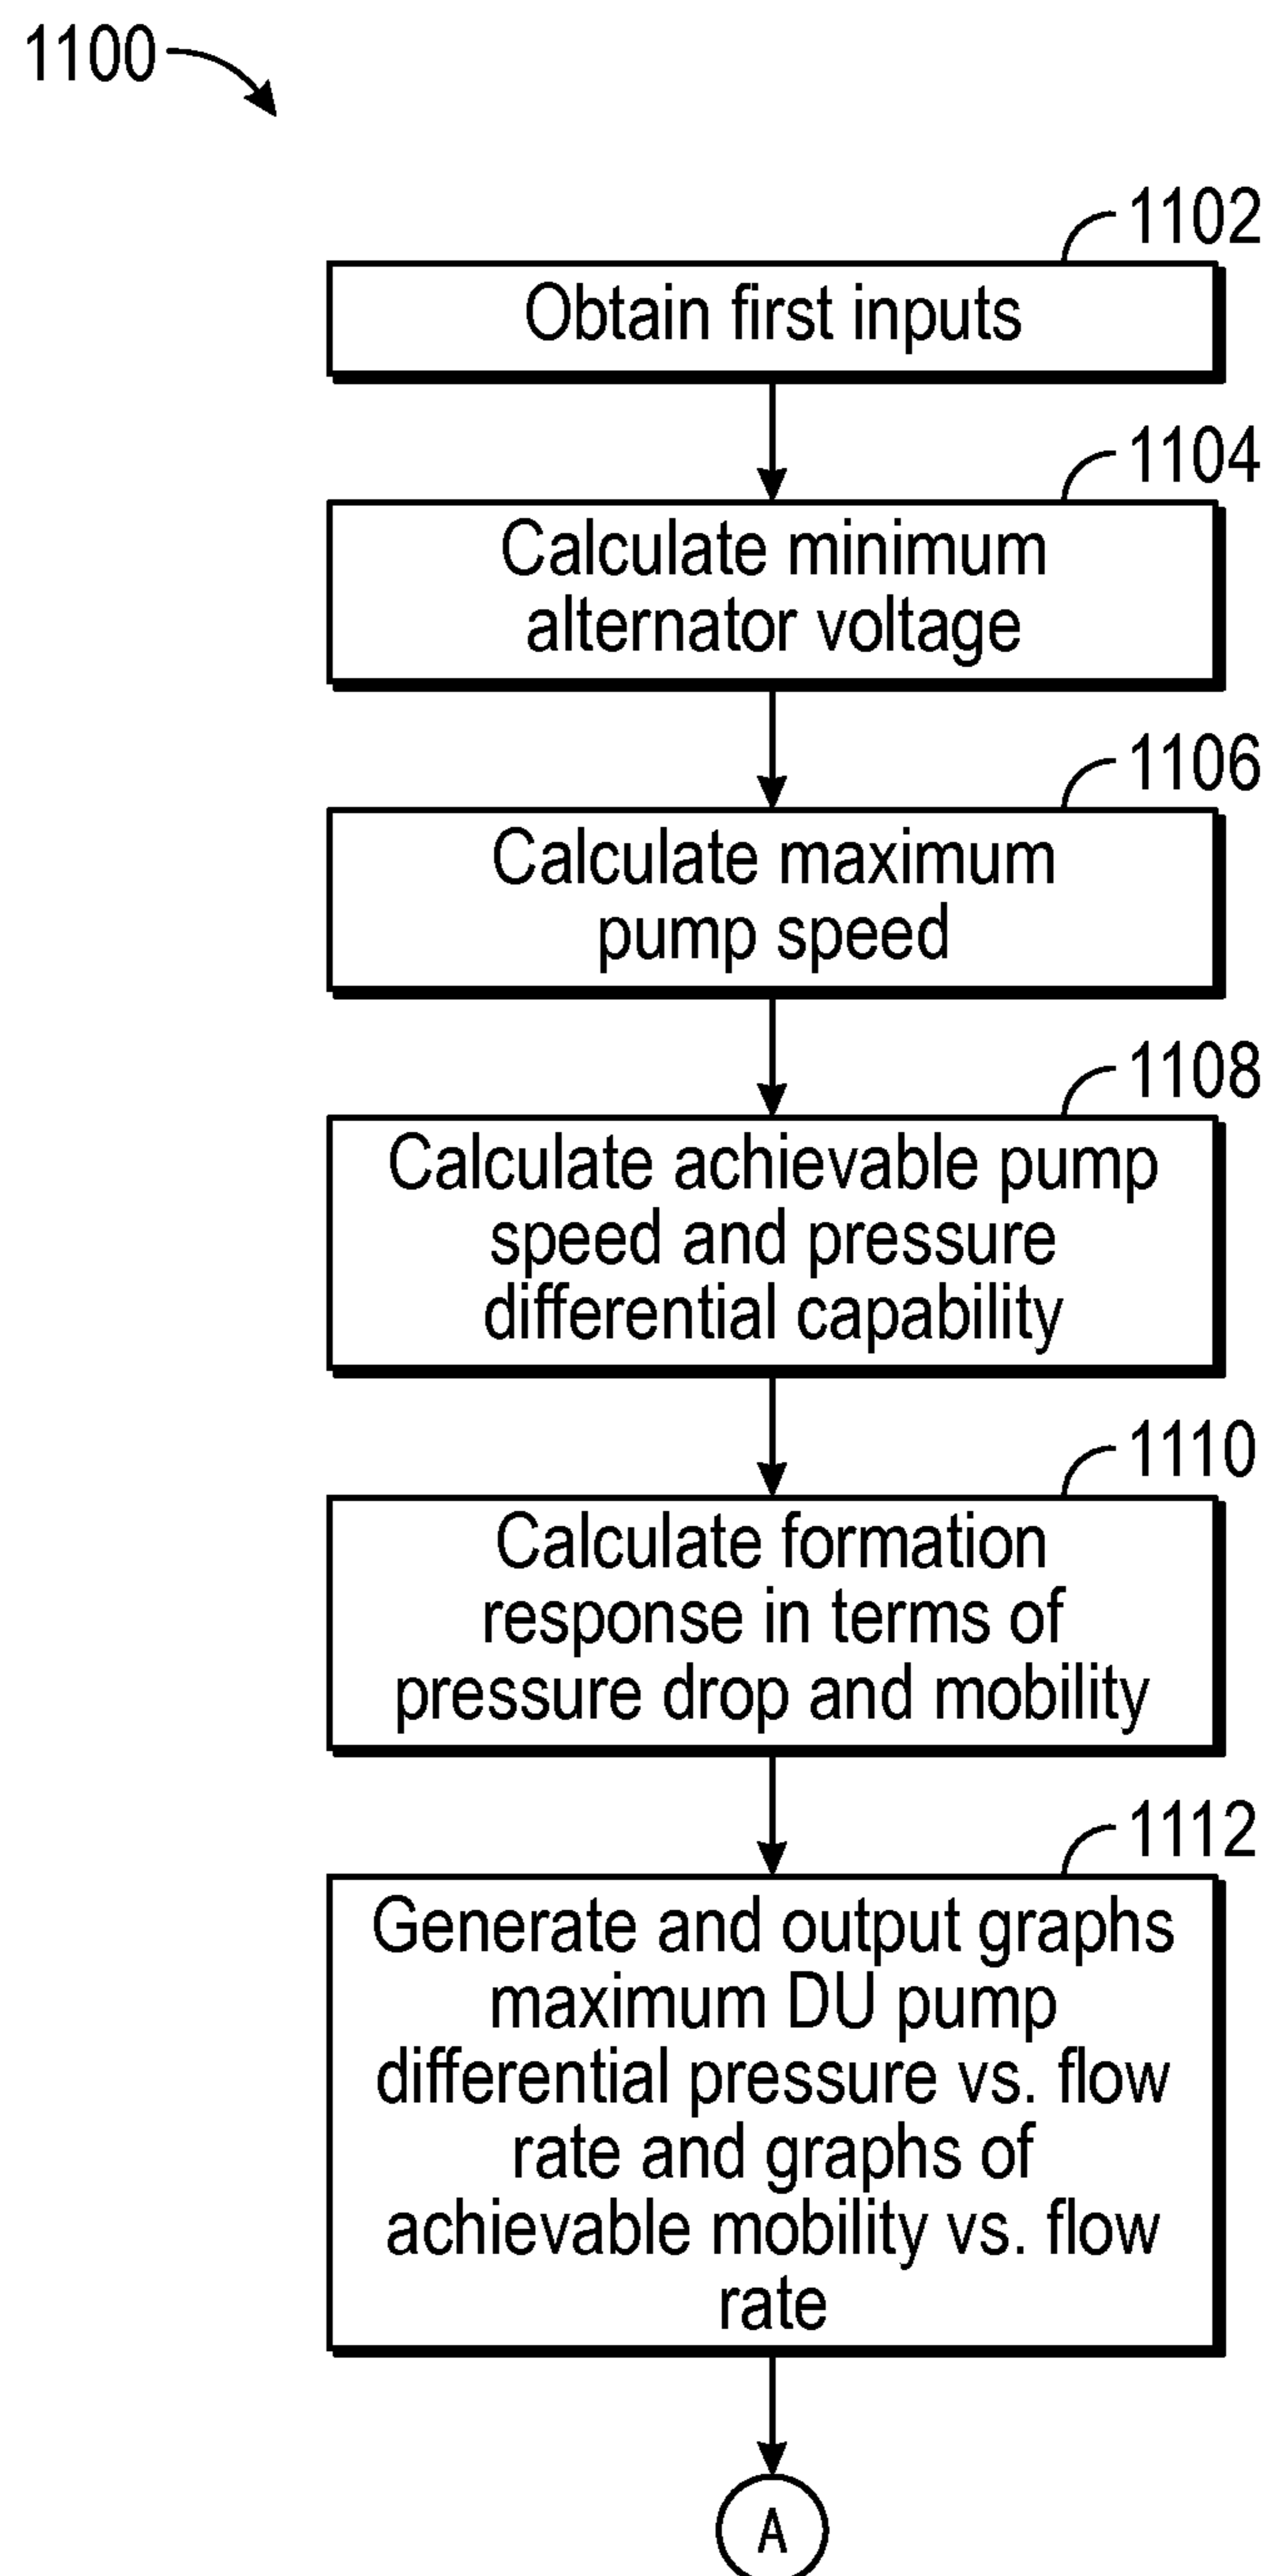 1100
1102
Obtain first inputs
1104
Calculate minimum
alternator voltage
1106
Calculate maximum
pump speed
1108
Calculate achievable pump
speed and pressure
differential capability
1110
Calculate formation
response in terms of
pressure drop and mobility
1112
Generate and output graphs
maximum DU pump
differential pressure vs. flow
rate and graphs of
achievable mobility vs. flow
rate
A